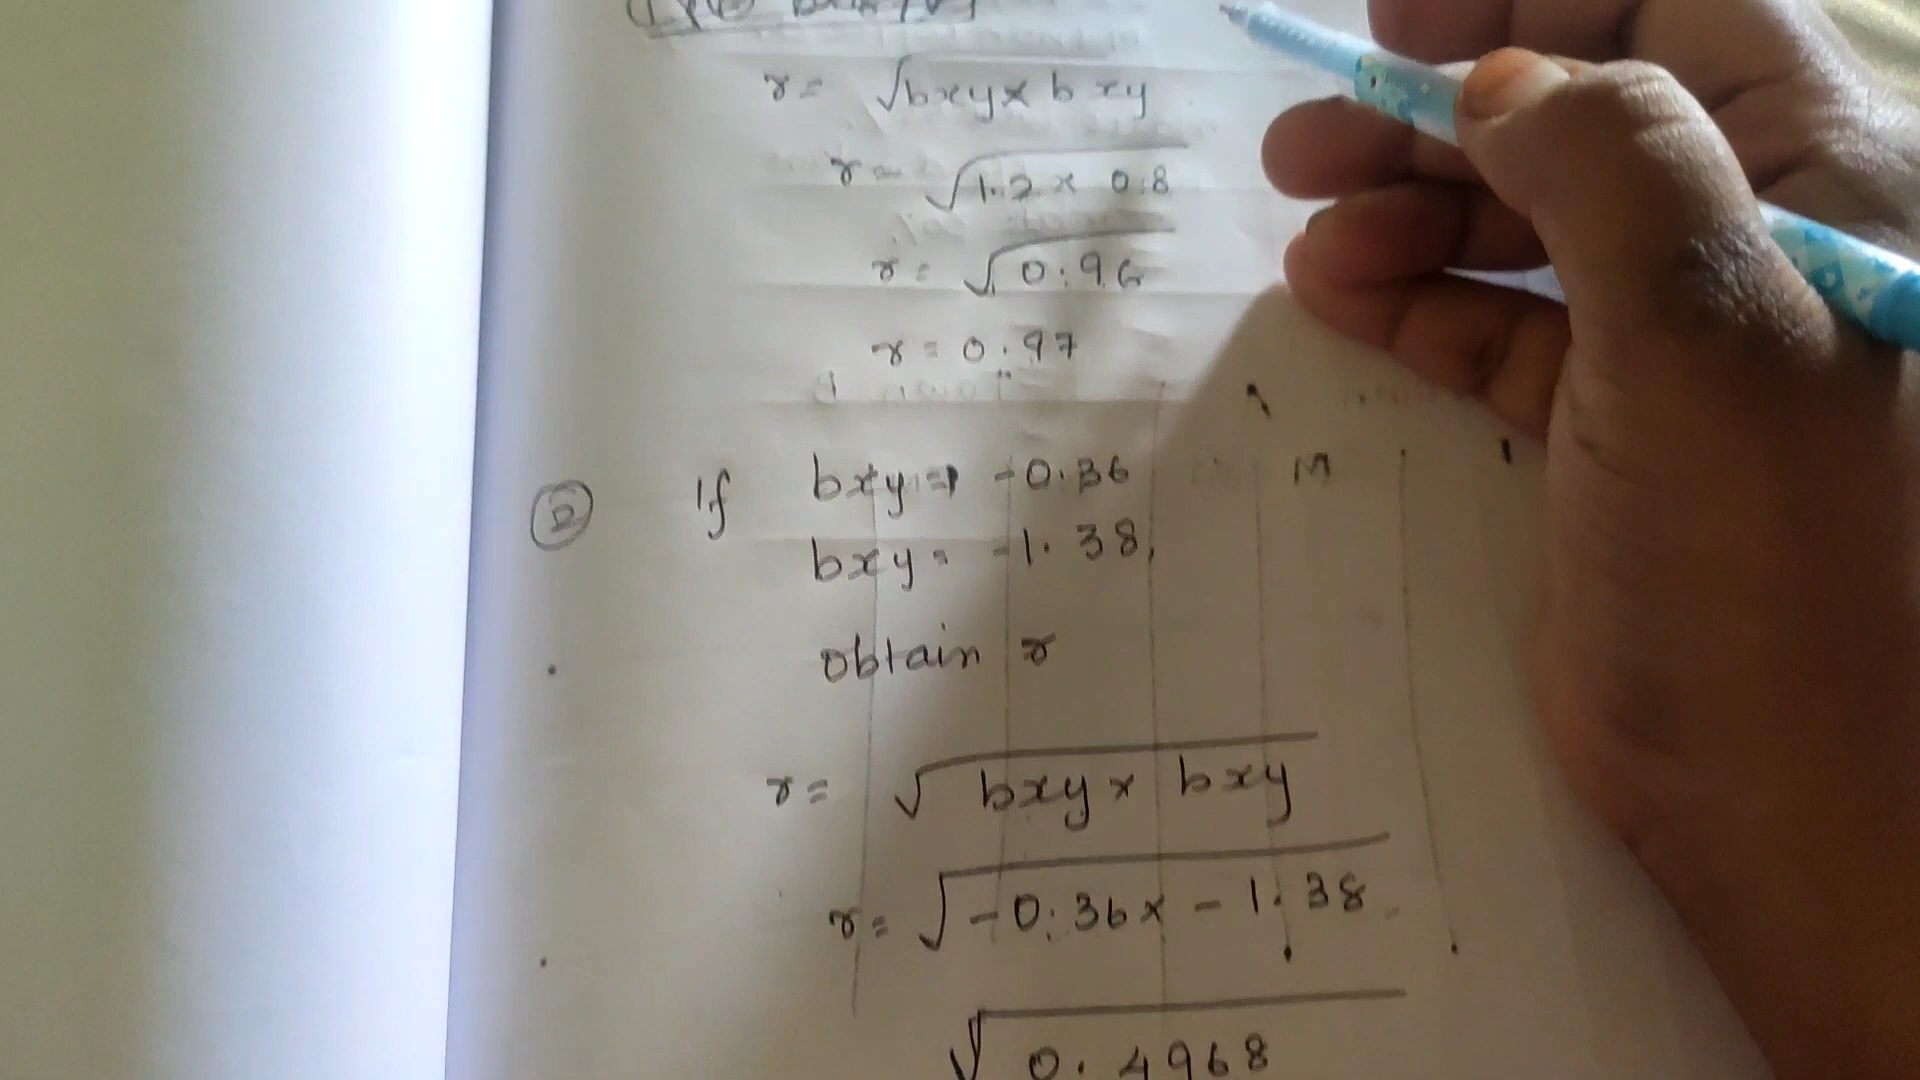 r= √bxy x b xy
r= √1.2 x 0.8
r= √0.96
r= 0.97
② If bxy = -0.36
bxy = -1.38,
obtain r
r= √bxy x bxy
r= √-0.36 x -1.38
√0.4968